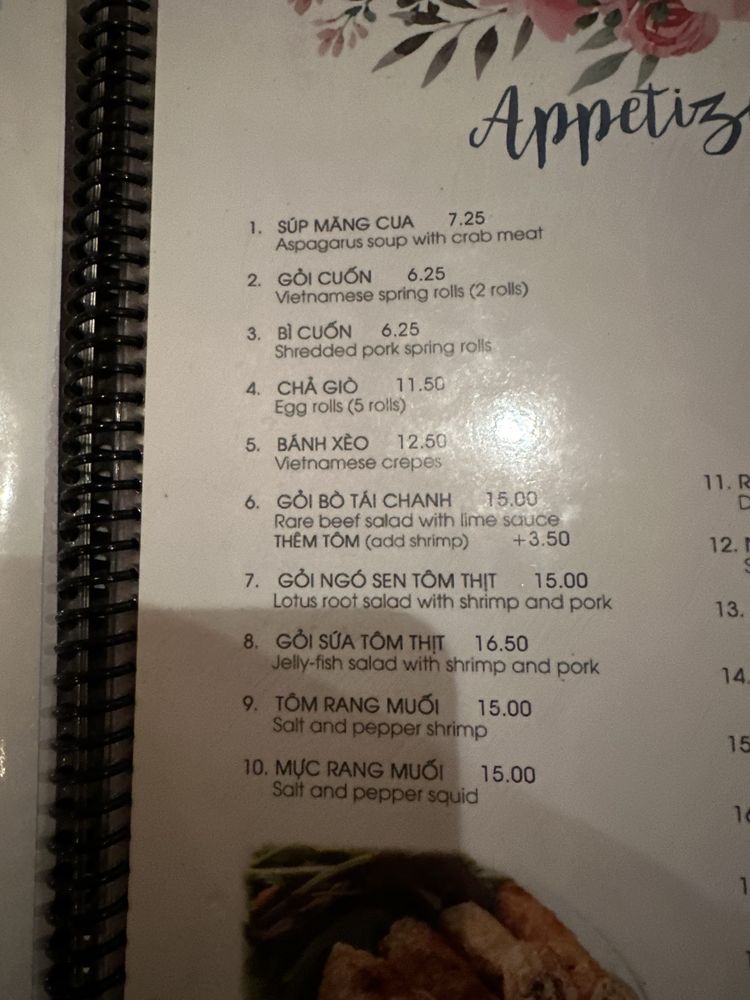 Appetiz
1. SÚP MĂNG CUA 7.25
Aspagarus soup with crab meat
2. GỎI CUỐN 6.25
Vietnamese spring rolls (2 rolls)
3. BÌ CUỐN 6.25
Shredded pork spring rolls
4. CHẢ GIÒ 11.50
Egg rolls (5 rolls)
5. BÁNH XÈO 12.50
Vietnamese crepes
6. GỎI BÒ TÁI CHANH 15.00
Rare beef salad with lime sauce
THÊM TÔM (add shrimp) +3.50
7. GỎI NGÓ SEN TÔM THỊT 15.00
Lotus root salad with shrimp and pork
8. GỎI SỨA TÔM THỊT 16.50
Jelly-fish salad with shrimp and pork
9. TÔM RANG MUỐI 15.00
Salt and pepper shrimp
10. MỰC RANG MUỐI 15.00
Salt and pepper squid
11. R
D
12.
13.
14.
15